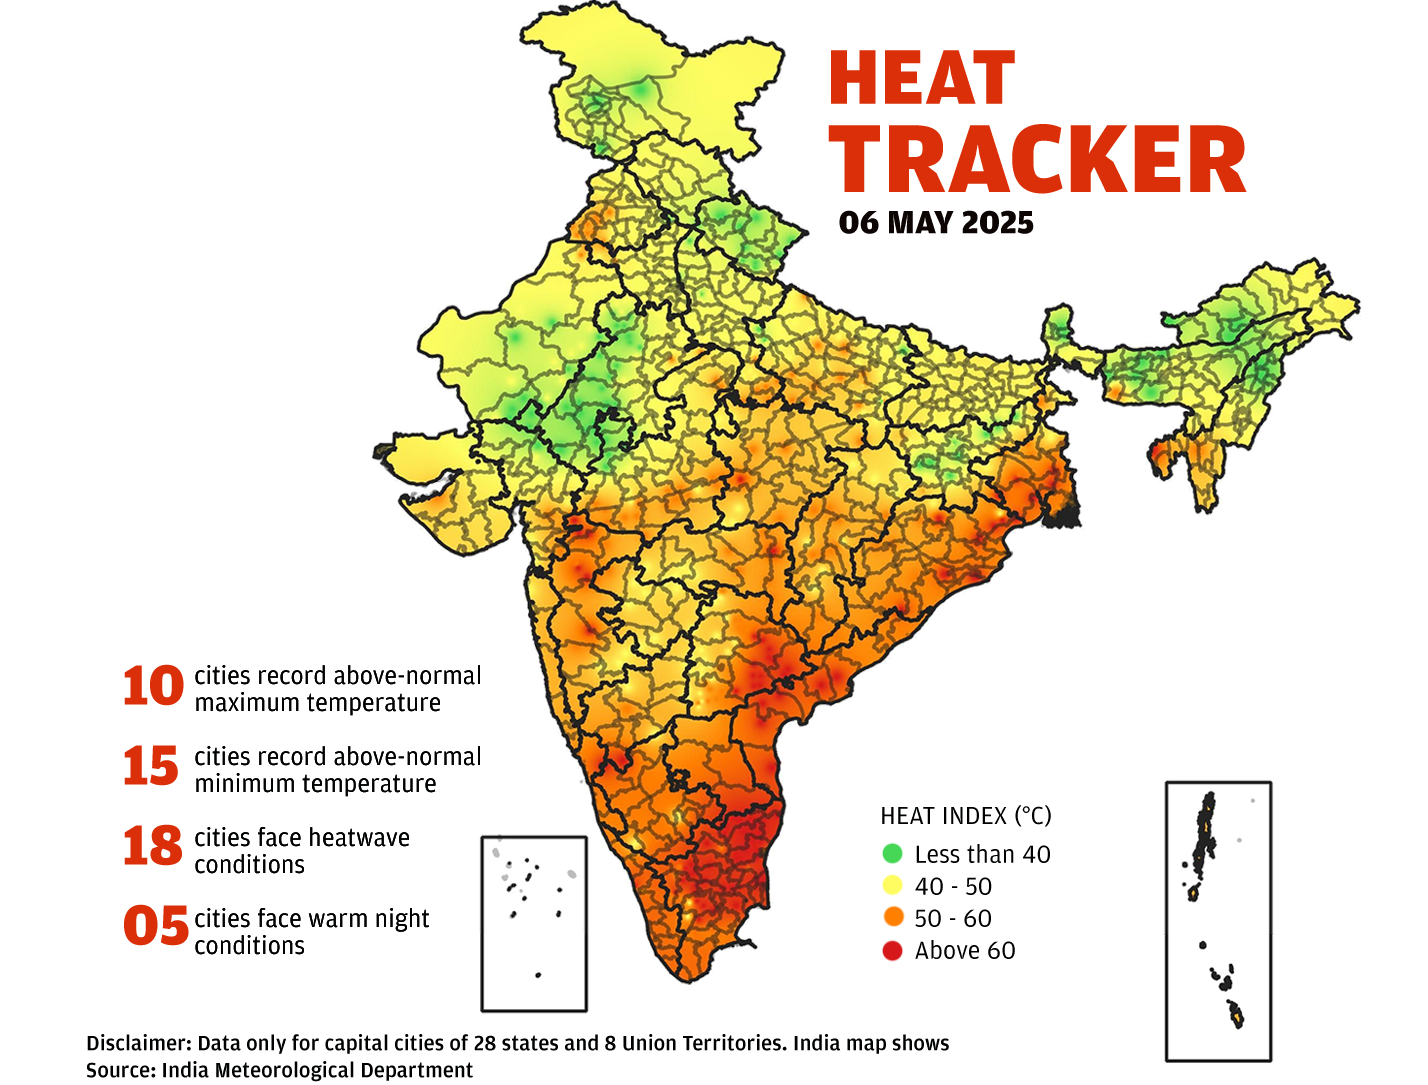 HEAT
TRACKER
06 MAY 2025
10 cities record above-normal
maximum temperature
15 cities record above-normal
minimum temperature
18 cities face heatwave
conditions
05 cities face warm night
conditions
HEAT INDEX (°C)
Less than 40
40 - 50
50 - 60
Above 60
Disclaimer: Data only for capital cities of 28 states and 8 Union Territories. India map shows
Source: India Meteorological Department